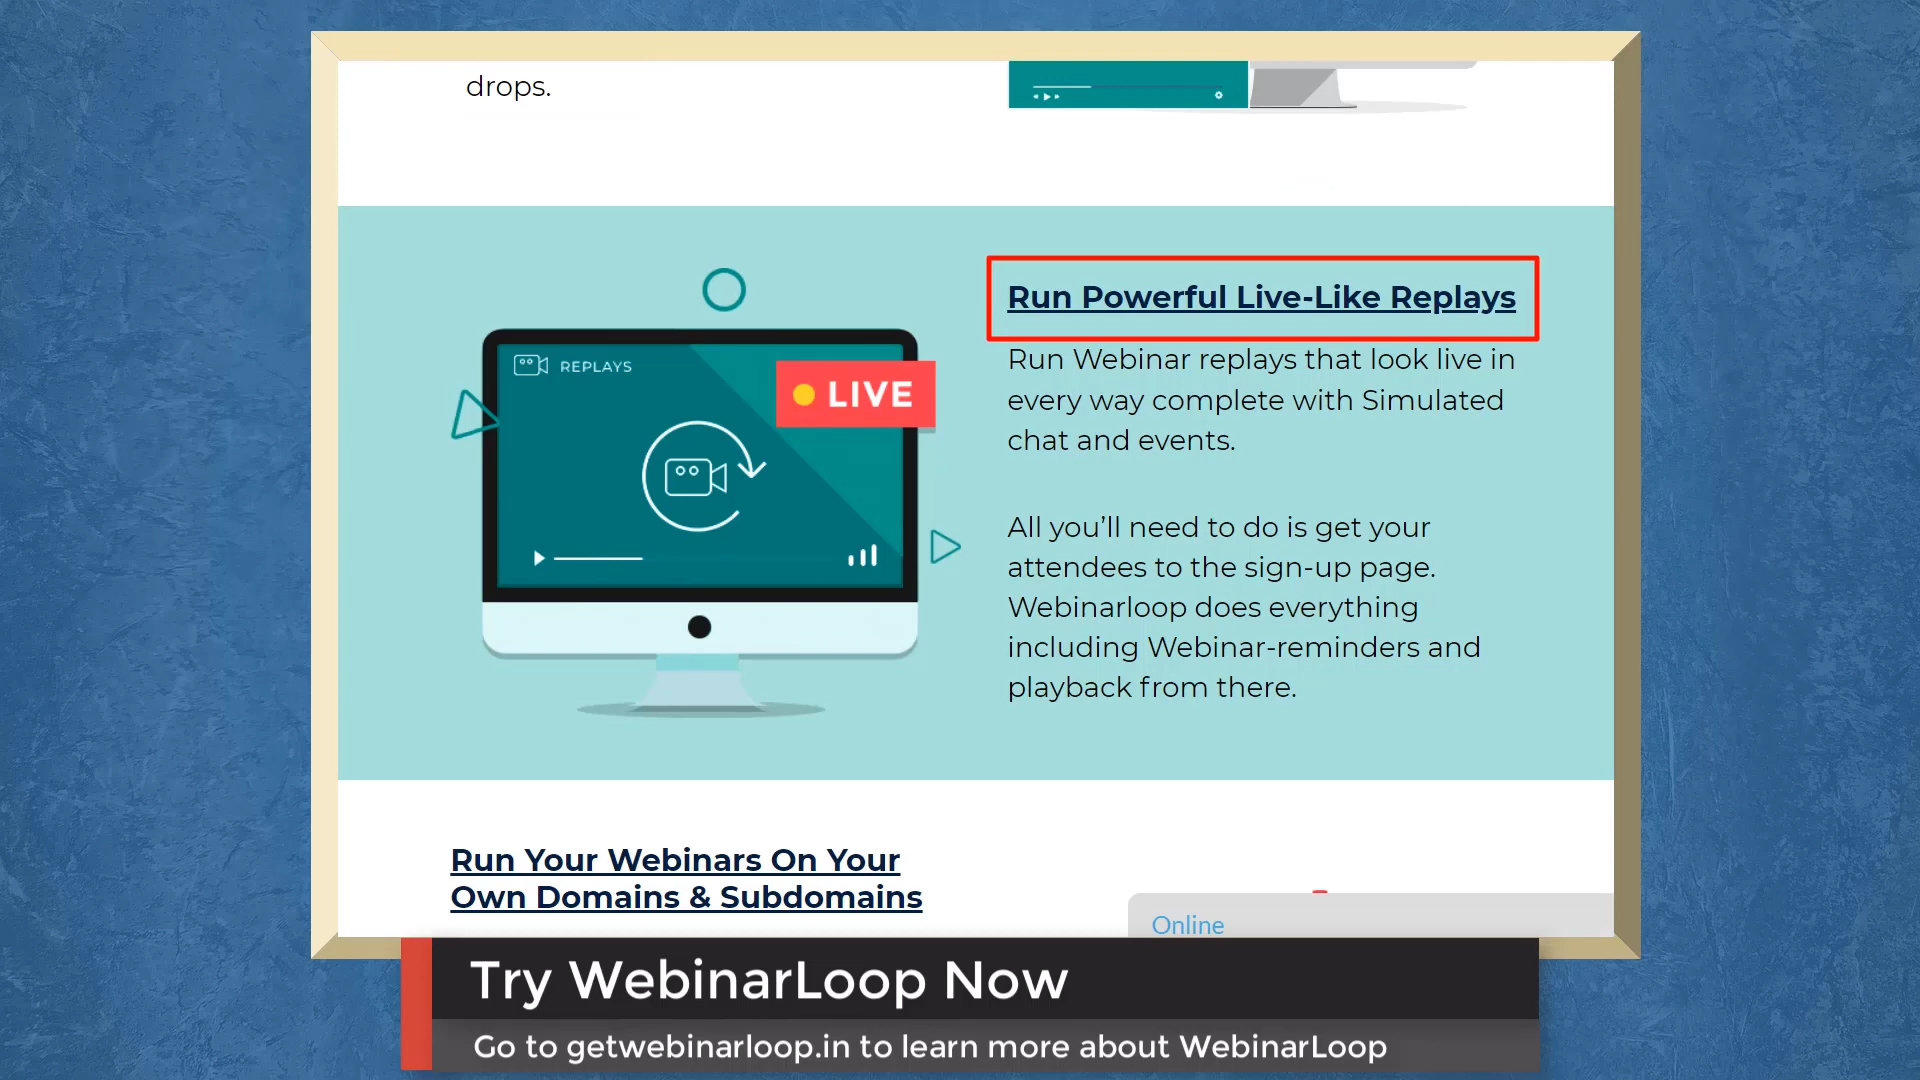 drops.
REPLAYS
LIVE
Run Powerful Live-Like Replays
Run Webinar replays that look live in
every way complete with Simulated
chat and events.
All you’ll need to do is get your
attendees to the sign-up page.
Webinarloop does everything
including Webinar-reminders and
playback from there.
Run Your Webinars On Your
Own Domains & Subdomains
Online
Try WebinarLoop Now
Go to getwebinarloop.in to learn more about WebinarLoop